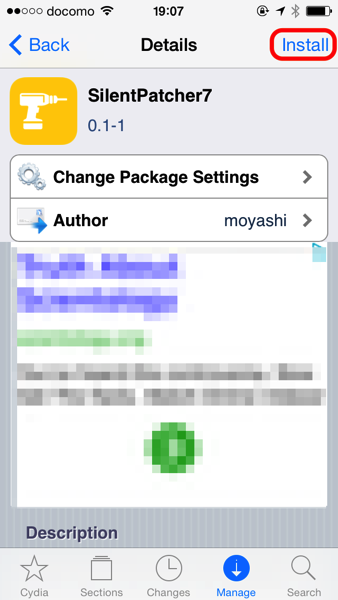 docomo 19:07
Back Details Install
SilentPatcher7
0.1-1
Change Package Settings
Author moyashi
Description
Cydia Sections Changes Manage Search